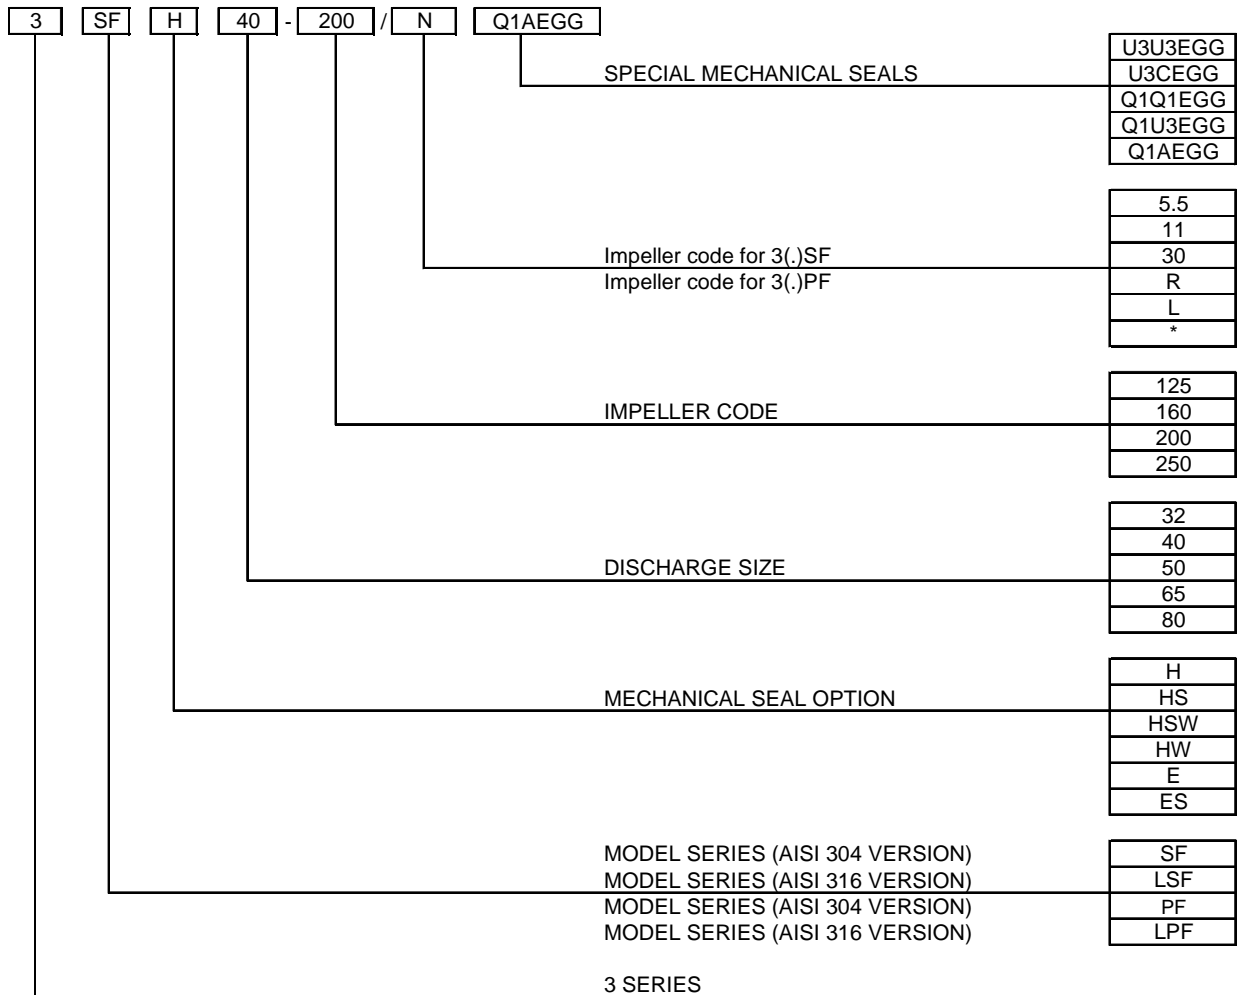 3 SF H 40 - 200 / N Q1AEGG
U3U3EGG
SPECIAL MECHANICAL SEALS U3CEGG
Q1Q1EGG
Q1U3EGG
Q1AEGG
5.5
11
Impeller code for 3(.)SF 30
Impeller code for 3(.)PF R
L
*
125
IMPELLER CODE 160
200
250
32
40
DISCHARGE SIZE 50
65
80
H
MECHANICAL SEAL OPTION HS
HSW
HW
E
ES
MODEL SERIES (AISI 304 VERSION) SF
MODEL SERIES (AISI 316 VERSION) LSF
MODEL SERIES (AISI 304 VERSION) PF
MODEL SERIES (AISI 316 VERSION) LPF
3 SERIES